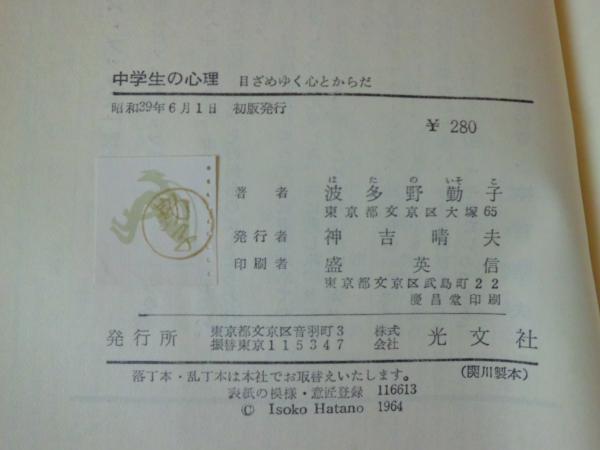 中学生の心理 目ざめゆく心とからだ
昭和39年6月1日 初版発行
¥ 280
はたのいそこ
著者 波多野勤子
東京都文京区大塚65
発行者 神吉晴夫
印刷者 盛英信
東京都文京区武島町22
慶昌堂印刷
発行所 東京都文京区音羽町3 株式会社 光文社
振替東京115347
落丁本・乱丁本は本社でお取替えいたします。 (関川製本)
表紙の模様・意匠登録 116613
© Isoko Hatano 1964